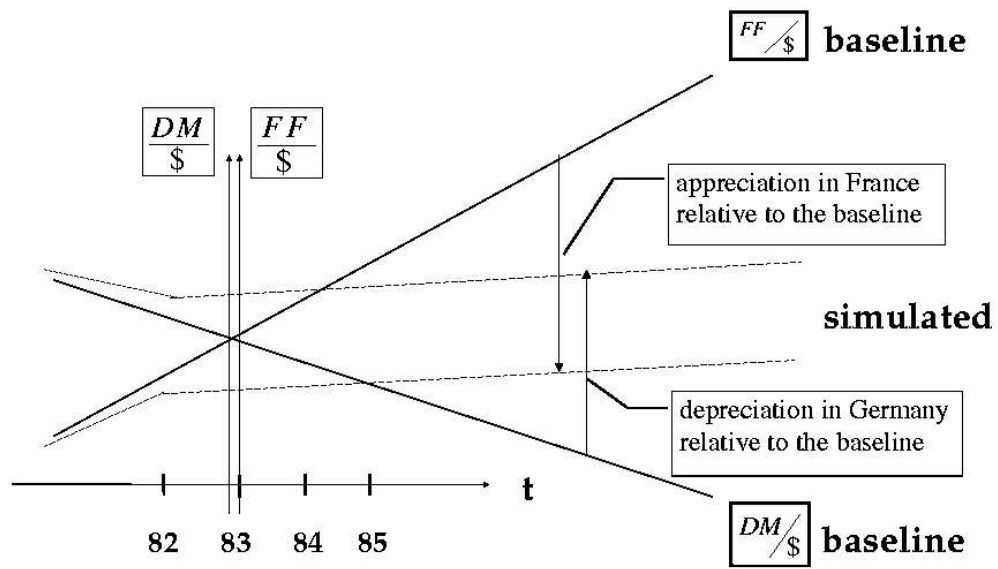 FF/$ baseline
DM/$
FF/$
appreciation in France
relative to the baseline
simulated
depreciation in Germany
relative to the baseline
t
82 83 84 85
DM/$ baseline